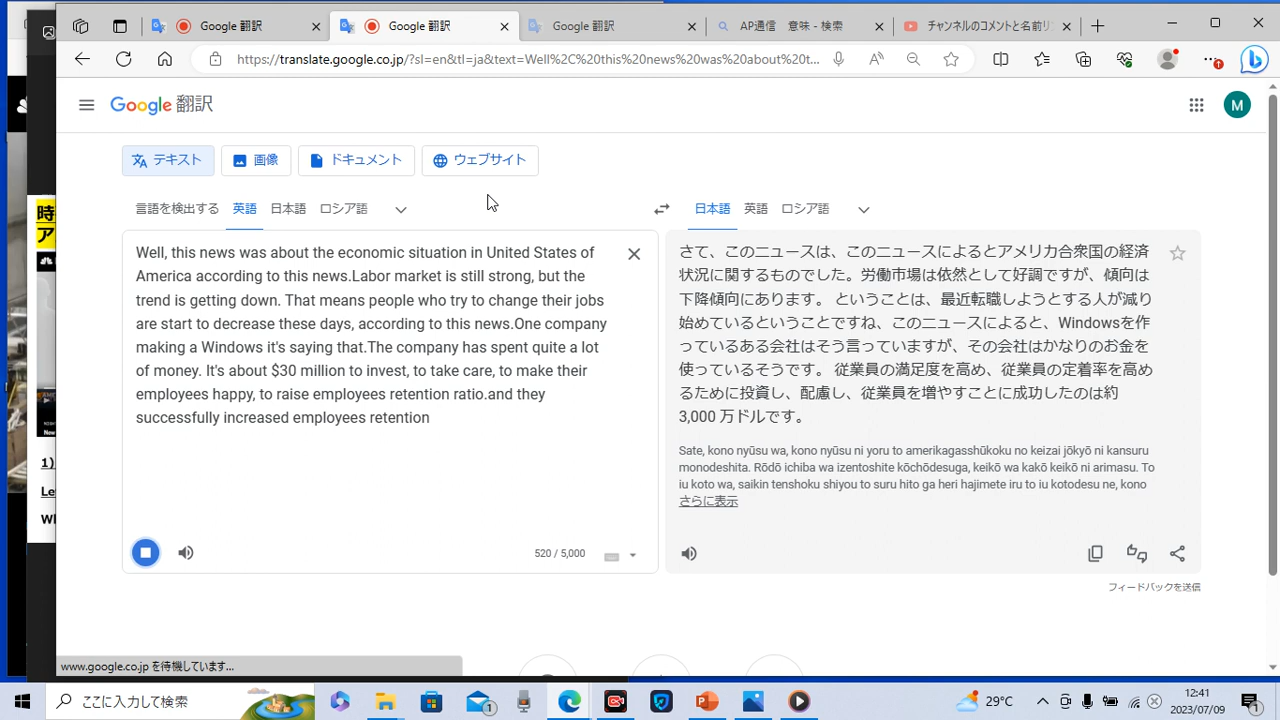 Google 翻訳
Google 翻訳
Google 翻訳
AP通信 意味 - 検索
チャンネルのコメントと名前リ
https://translate.google.co.jp/?sl=en&tl=ja&text=Well%2C%20this%20news%20was%20about%20t...
Google 翻訳
M
テキスト
画像
ドキュメント
ウェブサイト
言語を検出する 英語 日本語 ロシア語
日本語 英語 ロシア語
Well, this news was about the economic situation in United States of
America according to this news.Labor market is still strong, but the
trend is getting down. That means people who try to change their jobs
are start to decrease these days, according to this news.One company
making a Windows it's saying that.The company has spent quite a lot
of money. It's about $30 million to invest, to take care, to make their
employees happy, to raise employees retention ratio.and they
successfully increased employees retention
520 / 5,000
さて、このニュースは、このニュースによるとアメリカ合衆国の経済
状況に関するものでした。労働市場は依然として好調ですが、傾向は
下降傾向にあります。 ということは、最近転職しようとする人が減り
始めているということですね、このニュースによると、Windowsを作
っているある会社はそう言っていますが、その会社はかなりのお金を
使っているそうです。 従業員の満足度を高め、従業員の定着率を高め
るために投資し、配慮し、従業員を増やすことに成功したのは約
3,000 万ドルです。
Sate, kono nyūsu wa, kono nyūsu ni yoru to amerikagasshūkoku no keizai jōkyō ni kansuru
monodeshita. Rōdō ichiba wa izentoshite kōchōdesuga, keikō wa kakō keikō ni arimasu. To
iu koto wa, saikin tenshoku shiyou to suru hito ga heri hajimete iru to iu kotodesu ne, kono
さらに表示
フィードバックを送信
時
ア
New
1)
Le
Wh
www.google.co.jp を待機しています...
ここに入力して検索
1
29°C
12:41
2023/07/09
1